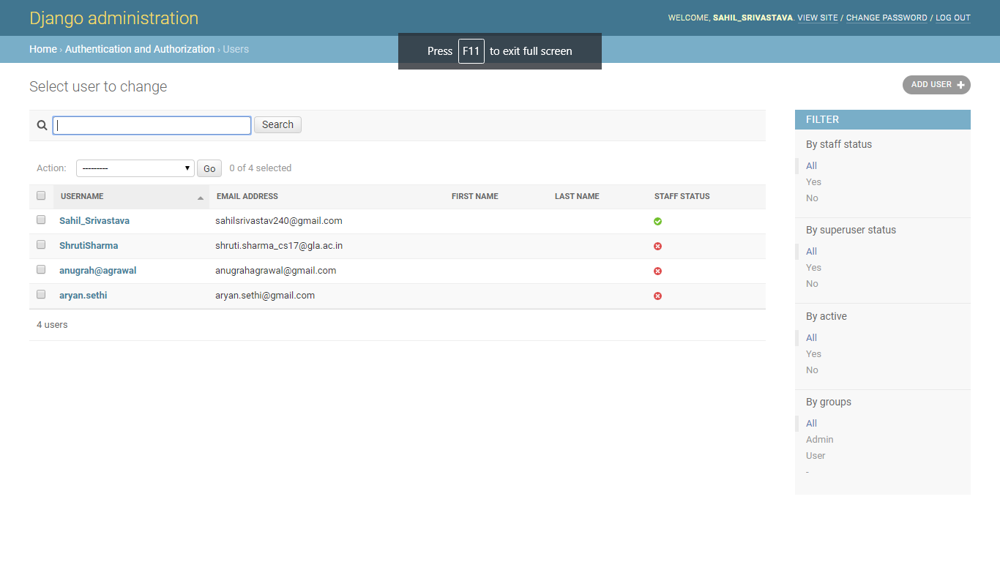 Django administration
WELCOME, SAHIL_SRIVASTAVA. VIEW SITE / CHANGE PASSWORD / LOG OUT
Home › Authentication and Authorization › Users
Press F11 to exit full screen
Select user to change
ADD USER +
Search
Action: --------- Go 0 of 4 selected
USERNAME EMAIL ADDRESS FIRST NAME LAST NAME STAFF STATUS
Sahil_Srivastava sahilsrivastav240@gmail.com
ShrutiSharma shruti.sharma_cs17@gla.ac.in
anugrah@agrawal anugrahagrawal@gmail.com
aryan.sethi aryan.sethi@gmail.com
4 users
FILTER
By staff status
All
Yes
No
By superuser status
All
Yes
No
By active
All
Yes
No
By groups
All
Admin
User
-